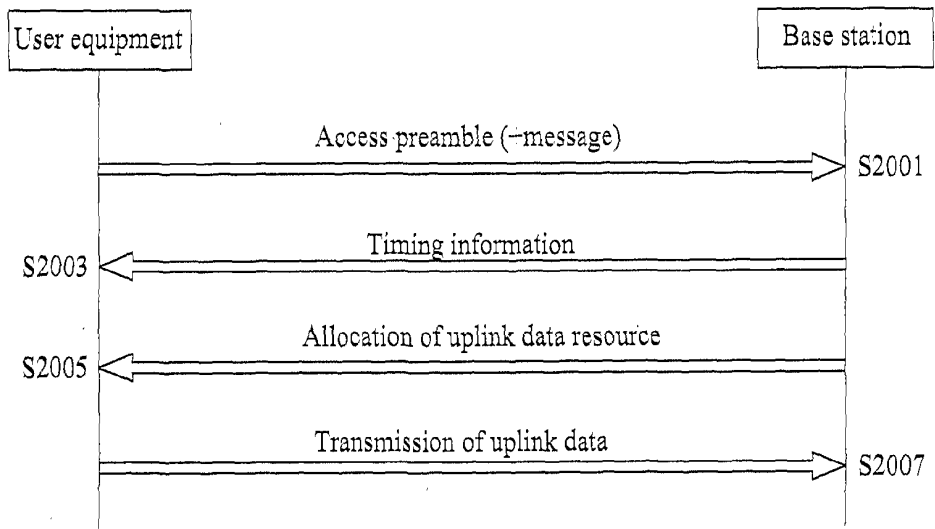 User equipment
Base station
Access preamble (+message)
S2001
Timing information
S2003
Allocation of uplink data resource
S2005
Transmission of uplink data
S2007